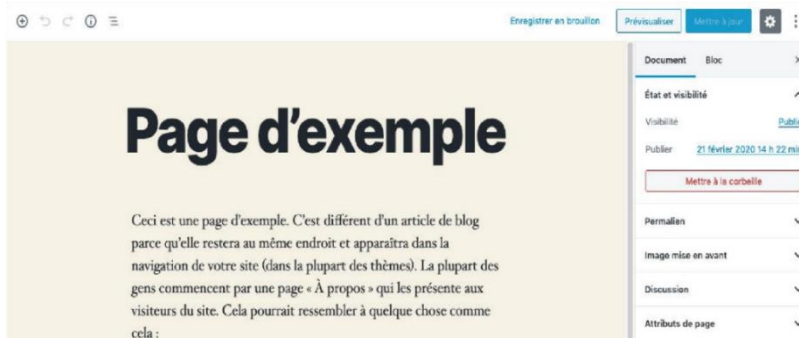 Enregistrer en brouillon Prévisualiser Mettre à jour
Document Bloc
État et visibilité
Visibilité Public
Publier 21 février 2020 14 h 22 min
Mettre à la corbeille
Permalien
Image mise en avant
Discussion
Attributs de page
Page d'exemple
Ceci est une page d'exemple. C'est différent d'un article de blog
parce qu'elle restera au même endroit et apparaîtra dans la
navigation de votre site (dans la plupart des thèmes). La plupart des
gens commencent par une page « À propos » qui les présente aux
visiteurs du site. Cela pourrait ressembler à quelque chose comme
cela :